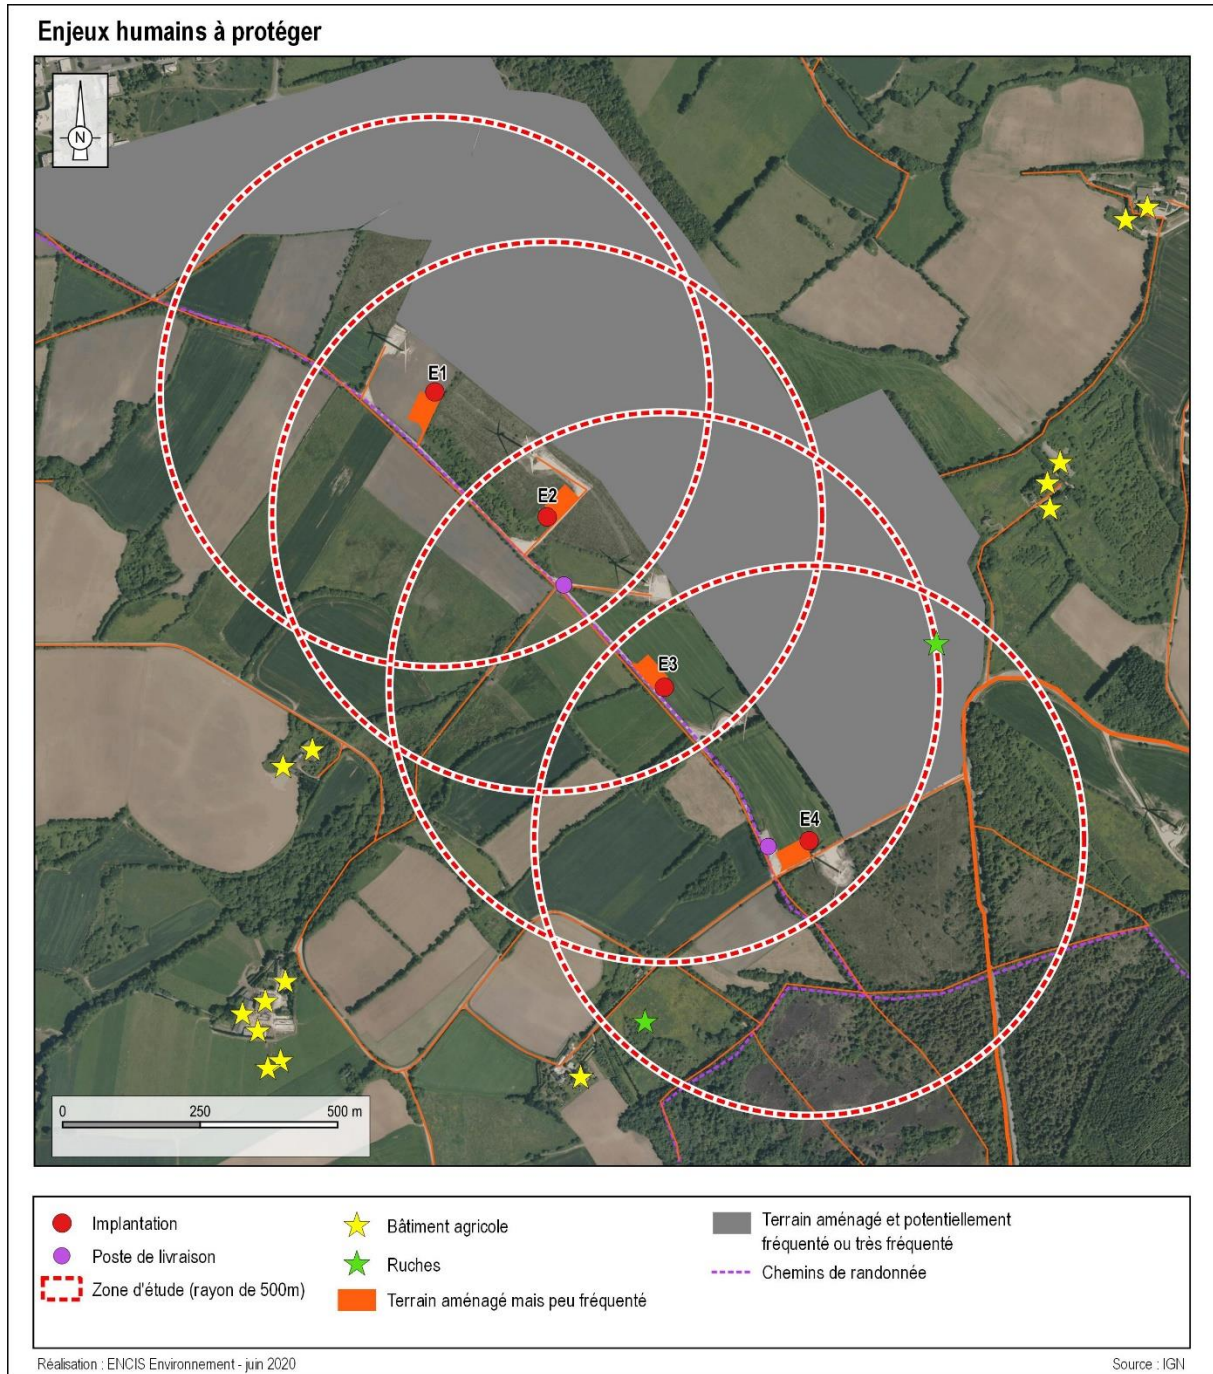 Enjeux humains à protéger
N
E1
E2
E3
E4
0 250 500 m
Implantation
Poste de livraison
Zone d'étude (rayon de 500m)
Bâtiment agricole
Ruches
Terrain aménagé mais peu fréquenté
Terrain aménagé et potentiellement
fréquenté ou très fréquenté
Chemins de randonnée
Réalisation : ENCIS Environnement - juin 2020
Source : IGN